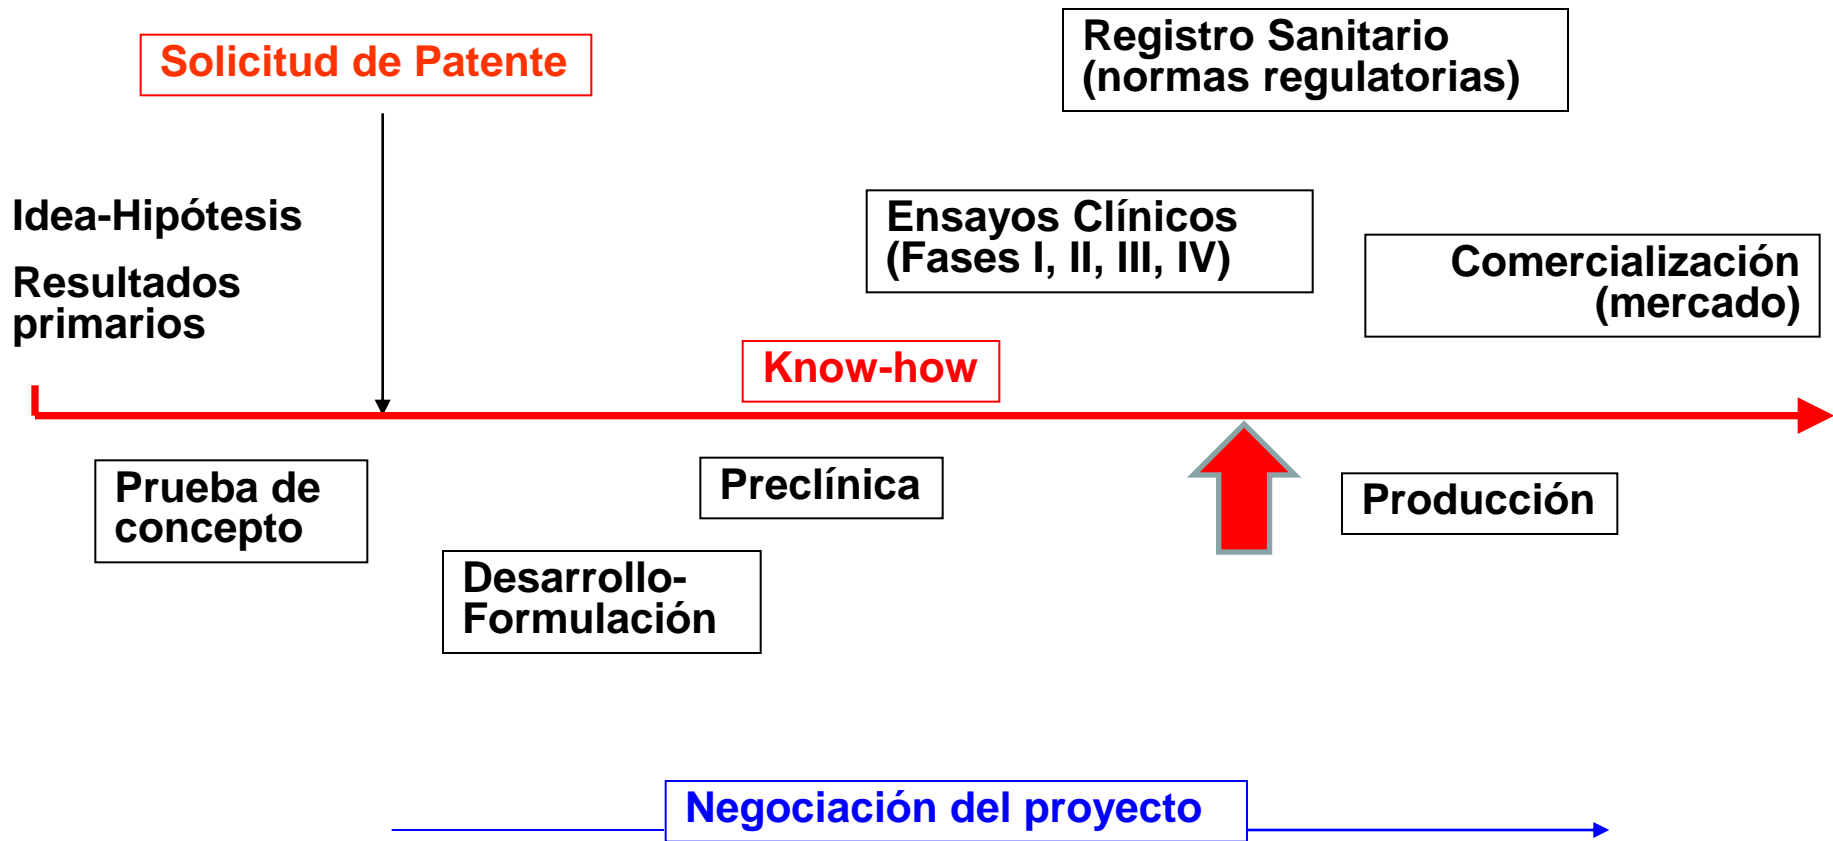 Solicitud de Patente
Registro Sanitario
(normas regulatorias)
Idea-Hipótesis
Resultados
primarios
Ensayos Clínicos
(Fases I, II, III, IV)
Comercialización
(mercado)
Know-how
Prueba de
concepto
Preclínica
Producción
Desarrollo-
Formulación
Negociación del proyecto